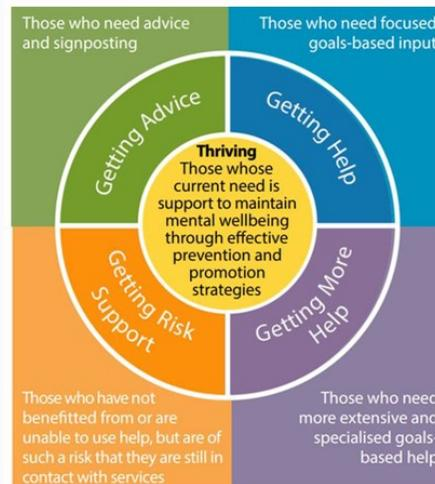 Those who need advice
and signposting
Those who need focused
goals-based input
Getting Advice
Getting Help
Thriving
Those whose
current need is
support to maintain
mental wellbeing
through effective
prevention and
promotion
strategies
Getting Risk
Support
Getting More
Help
Those who have not
benefitted from or are
unable to use help, but are of
such a risk that they are still in
contact with services
Those who need
more extensive and
specialised goals-
based help